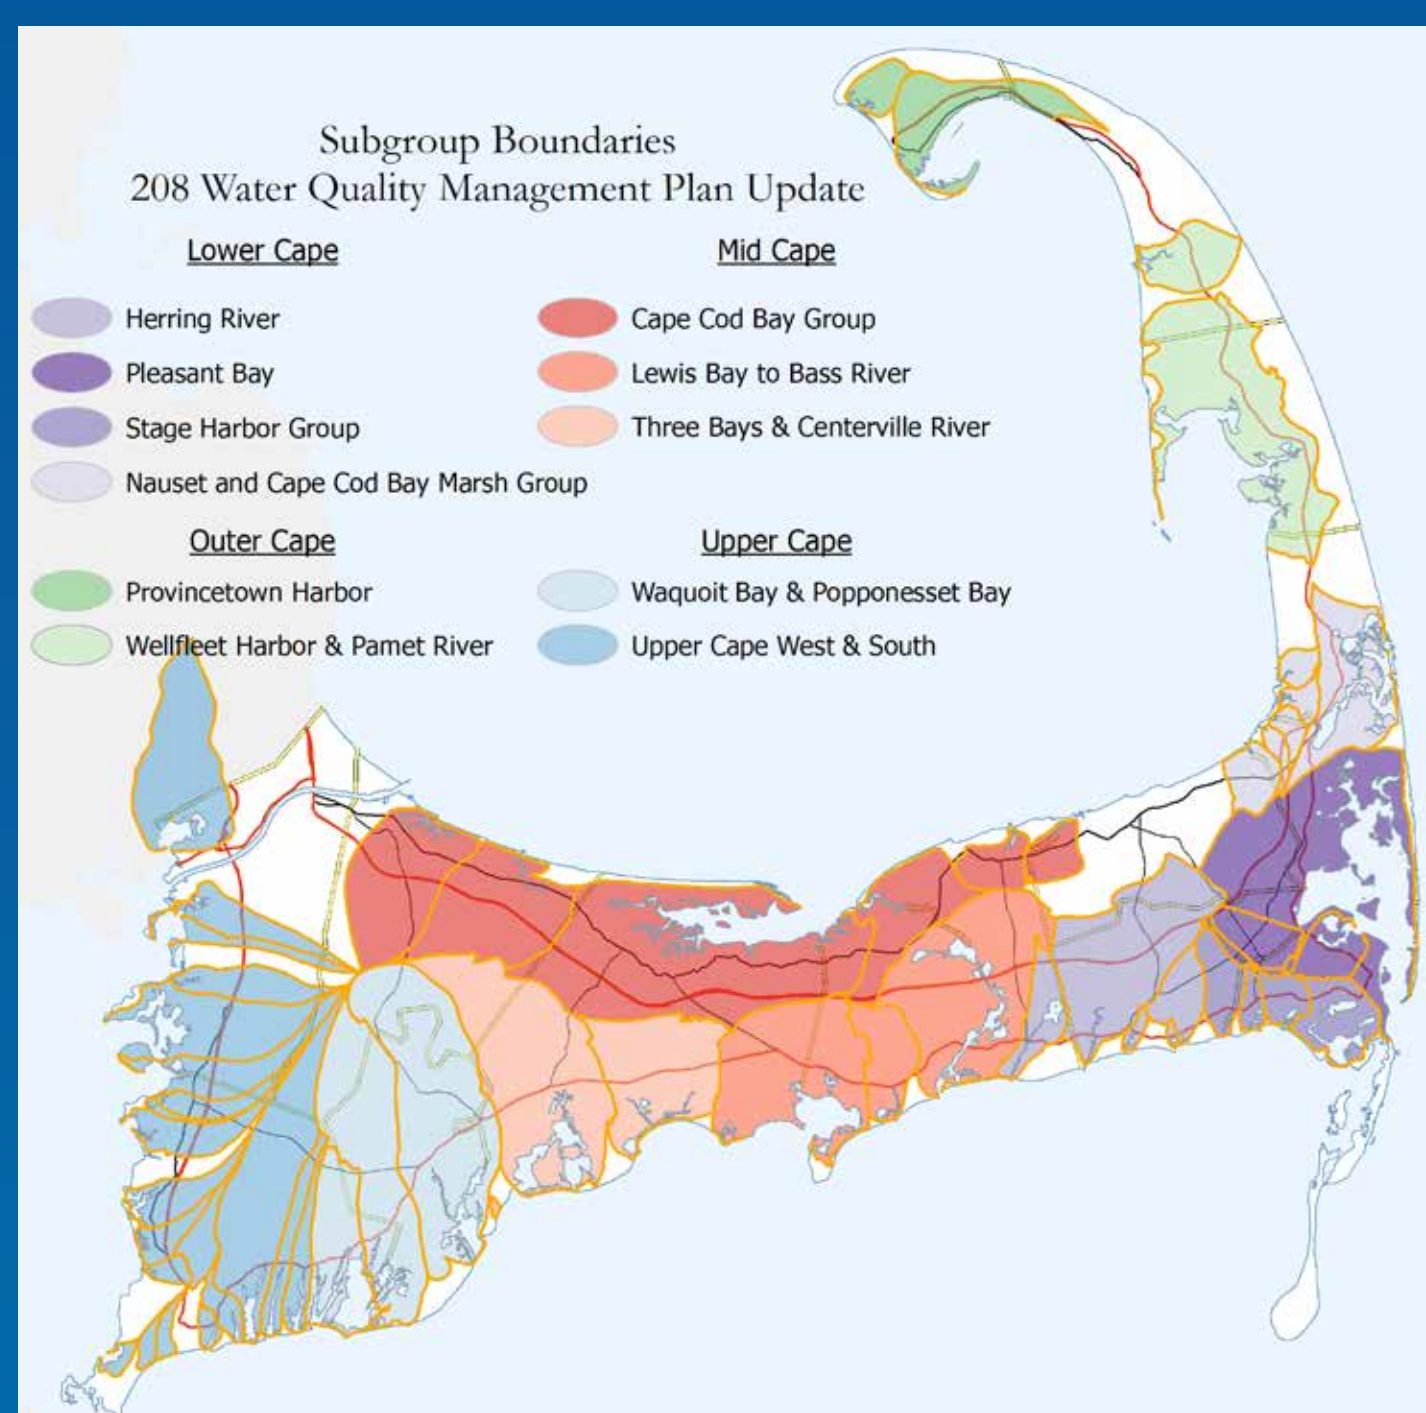 Subgroup Boundaries
208 Water Quality Management Plan Update
Lower Cape
Herring River
Pleasant Bay
Stage Harbor Group
Nauset and Cape Cod Bay Marsh Group
Mid Cape
Cape Cod Bay Group
Lewis Bay to Bass River
Three Bays & Centerville River
Outer Cape
Provincetown Harbor
Wellfleet Harbor & Pamet River
Upper Cape
Waquoit Bay & Popponesset Bay
Upper Cape West & South